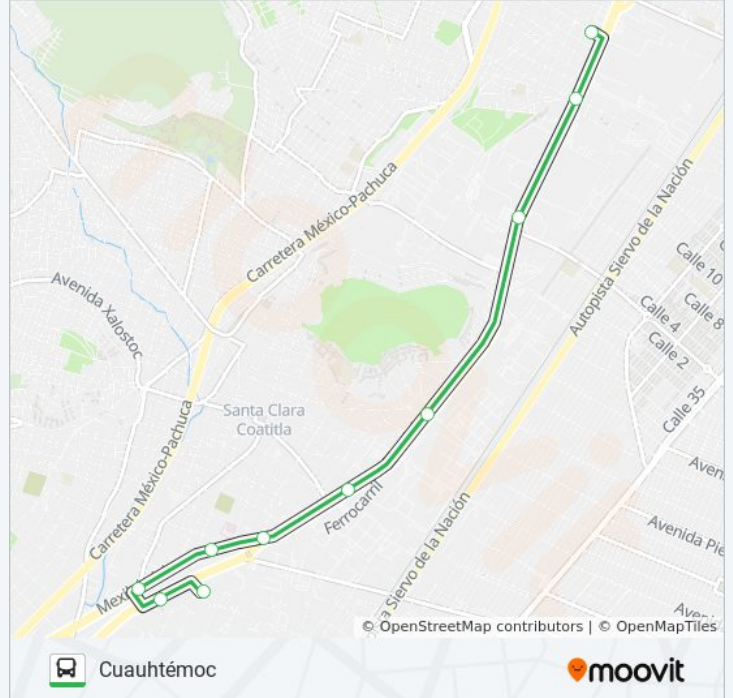 Carretera México-Pachuca
Autopista Siervo de la Nación
Calle 10
Calle 8
Calle 4
Calle 2
Avenida Xalostoc
Calle 35
Santa Clara
Coatitla
Carretera México-Pachuca
Aven
Ferrocarril
Avenida Pie
a Siervo de la Nación
Aven
© OpenStreetMap contributors | © OpenMapTiles
Cuauhtémoc
moovit